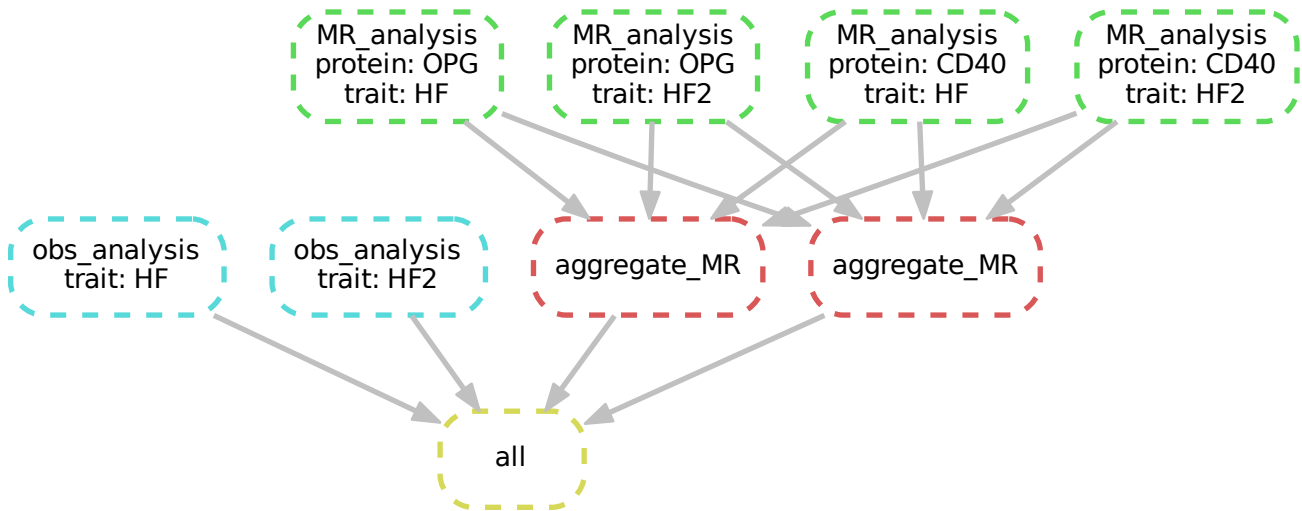 MR_analysis
protein: OPG
trait: HF
MR_analysis
protein: OPG
trait: HF2
MR_analysis
protein: CD40
trait: HF
MR_analysis
protein: CD40
trait: HF2
obs_analysis
trait: HF
obs_analysis
trait: HF2
aggregate_MR
aggregate_MR
all